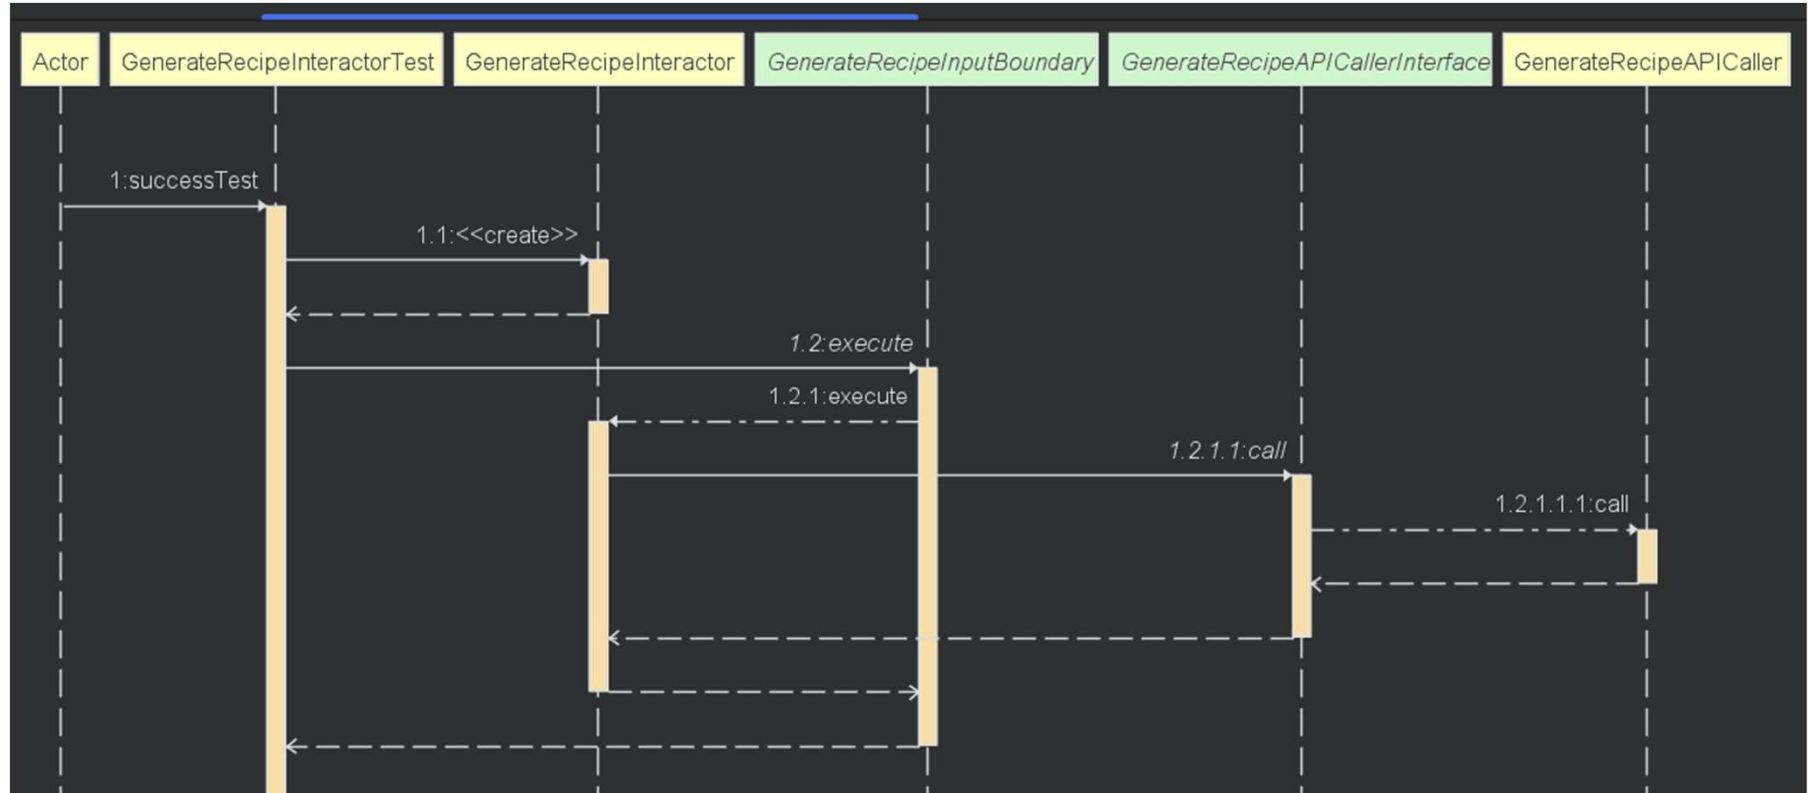 Actor
GenerateRecipeInteractorTest
GenerateRecipeInteractor
GenerateRecipeInputBoundary
GenerateRecipeAPICallerInterface
GenerateRecipeAPICaller
1:successTest
1.1:<<create>>
1.2:execute
1.2.1:execute
1.2.1.1:call
1.2.1.1.1:call